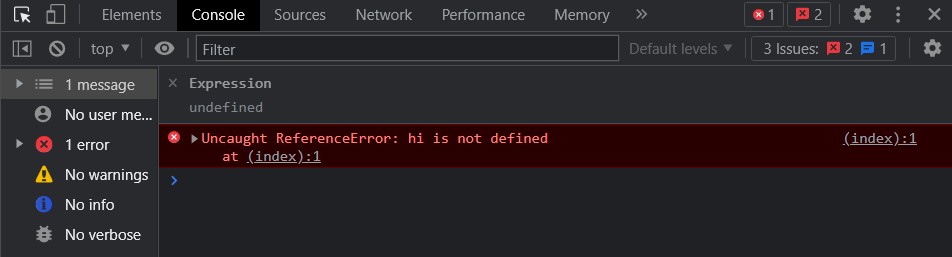 Elements Console Sources Network Performance Memory » 1 2
top ▼ Filter Default levels ▼ 3 Issues: 2 1
1 message
No user me...
1 error
No warnings
No info
No verbose
× Expression
undefined
Uncaught ReferenceError: hi is not defined (index):1
at (index):1